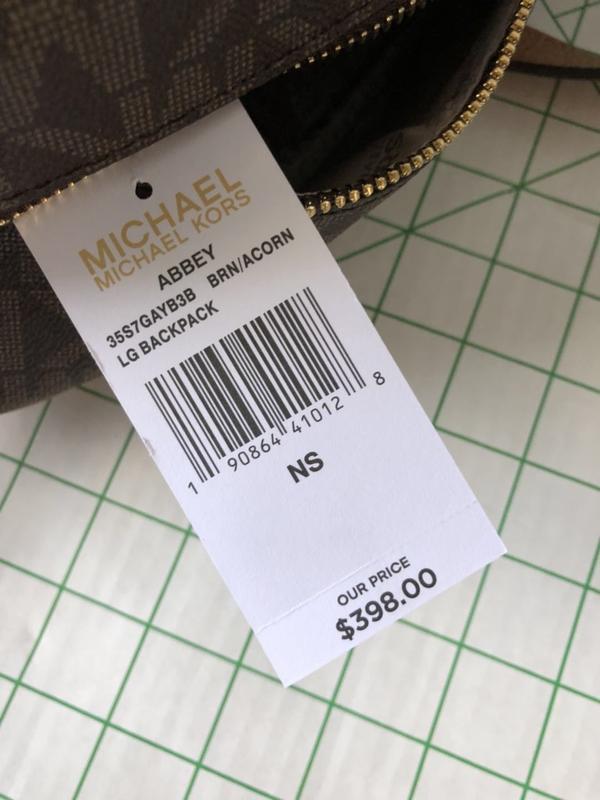 MICHAEL
MICHAEL KORS
ABBEY
35S7GAYB3B BRN/ACORN
LG BACKPACK
1 90864 41012 8
NS
OUR PRICE
$398.00